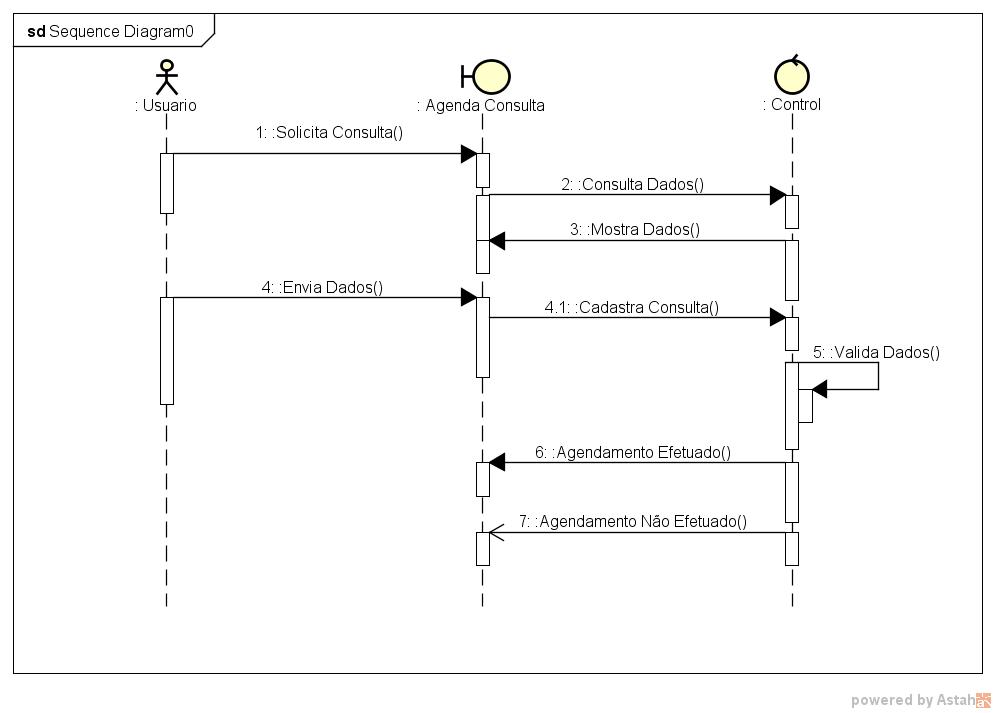 sd Sequence Diagram0
: Usuario
: Agenda Consulta
: Control
1: :Solicita Consulta()
2: :Consulta Dados()
3: :Mostra Dados()
4: :Envia Dados()
4.1: :Cadastra Consulta()
5: :Valida Dados()
6: :Agendamento Efetuado()
7: :Agendamento Não Efetuado()
powered by Astah